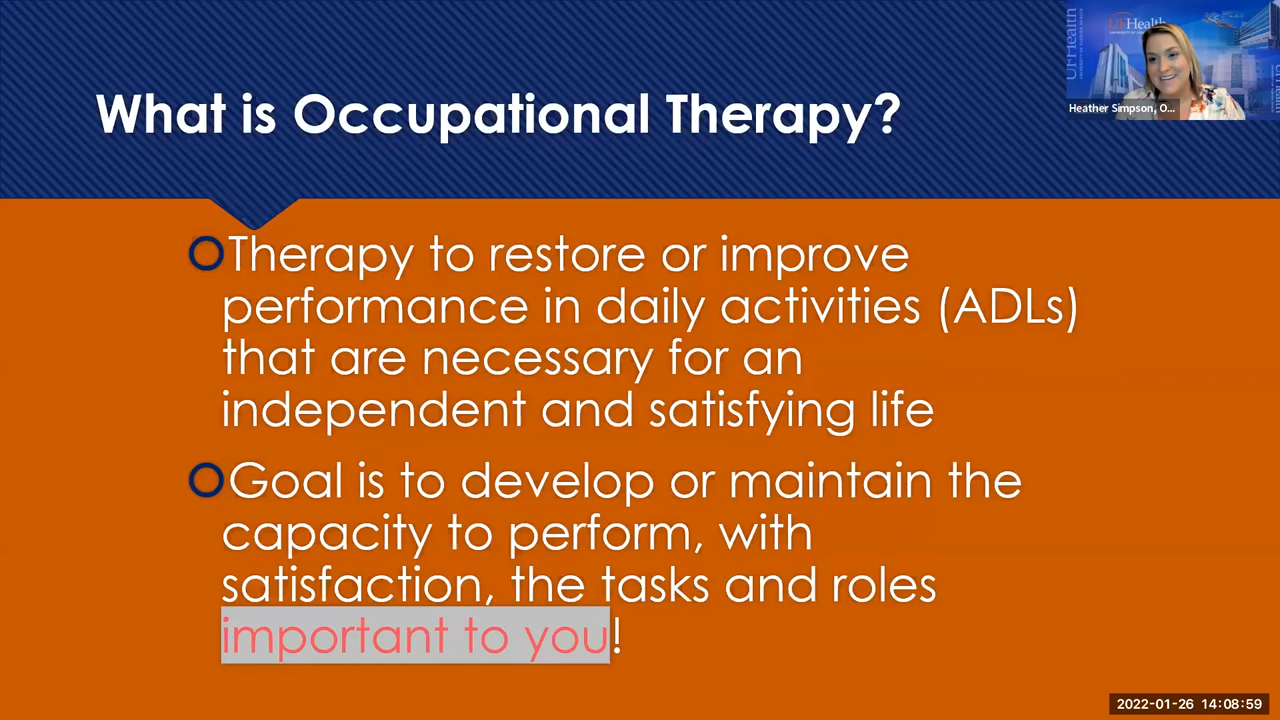 What is Occupational Therapy?
UFHealth
UFHealth
Heather Simpson, O...
Therapy to restore or improve
performance in daily activities (ADLs)
that are necessary for an
independent and satisfying life
Goal is to develop or maintain the
capacity to perform, with
satisfaction, the tasks and roles
important to you!
2022-01-26 14:08:59